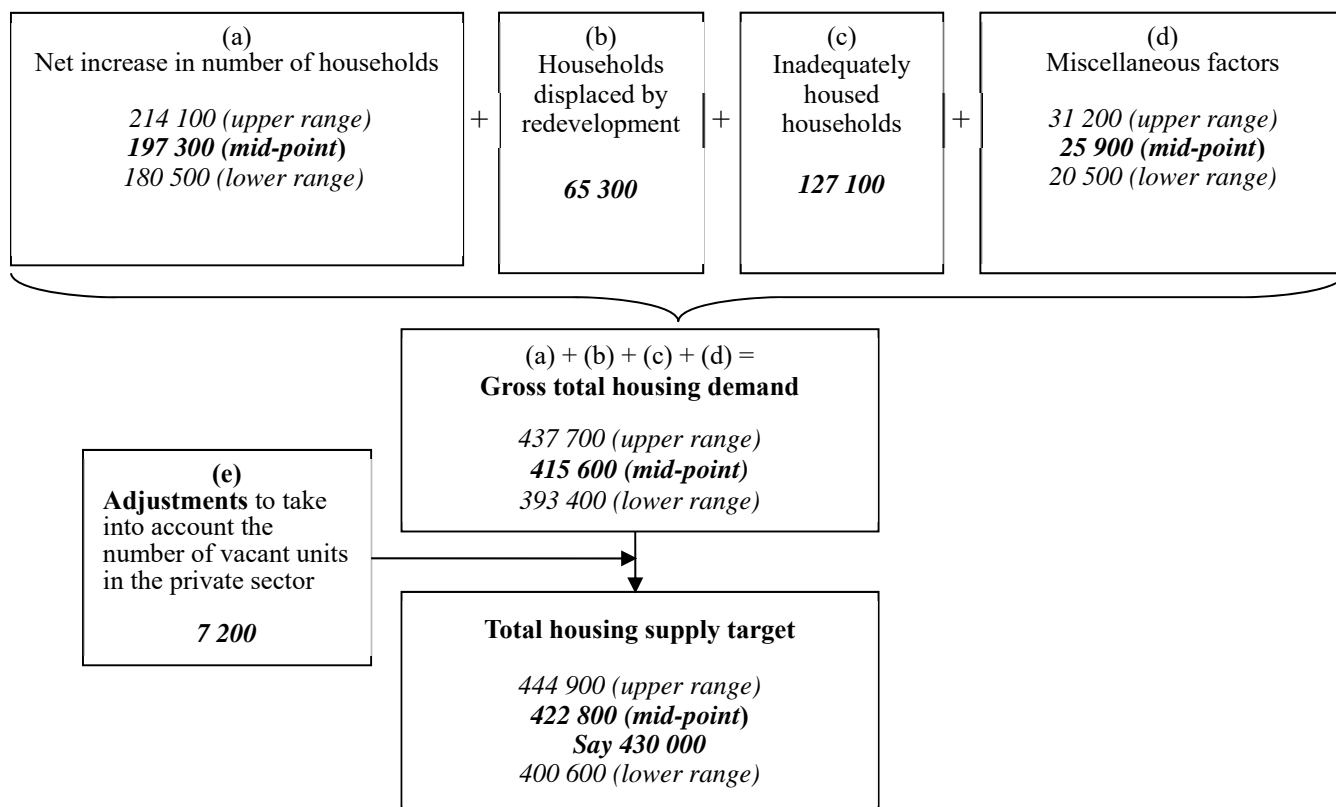 (a)
Net increase in number of households
214 100 (upper range)
197 300 (mid-point)
180 500 (lower range)
+
(b)
Households
displaced by
redevelopment
65 300
+
(c)
Inadequately
housed
households
127 100
+
(d)
Miscellaneous factors
31 200 (upper range)
25 900 (mid-point)
20 500 (lower range)
(a) + (b) + (c) + (d) =
Gross total housing demand
437 700 (upper range)
415 600 (mid-point)
393 400 (lower range)
(e)
Adjustments to take
into account the
number of vacant units
in the private sector
7 200
Total housing supply target
444 900 (upper range)
422 800 (mid-point)
Say 430 000
400 600 (lower range)